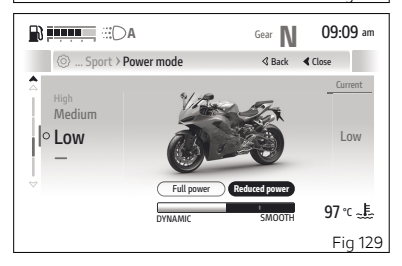 A
Gear N
09:09 am
... Sport > Power mode
Back
Close
Current
High
Medium
Low
Low
Full power
Reduced power
DYNAMIC
SMOOTH
97 °C
Fig 129